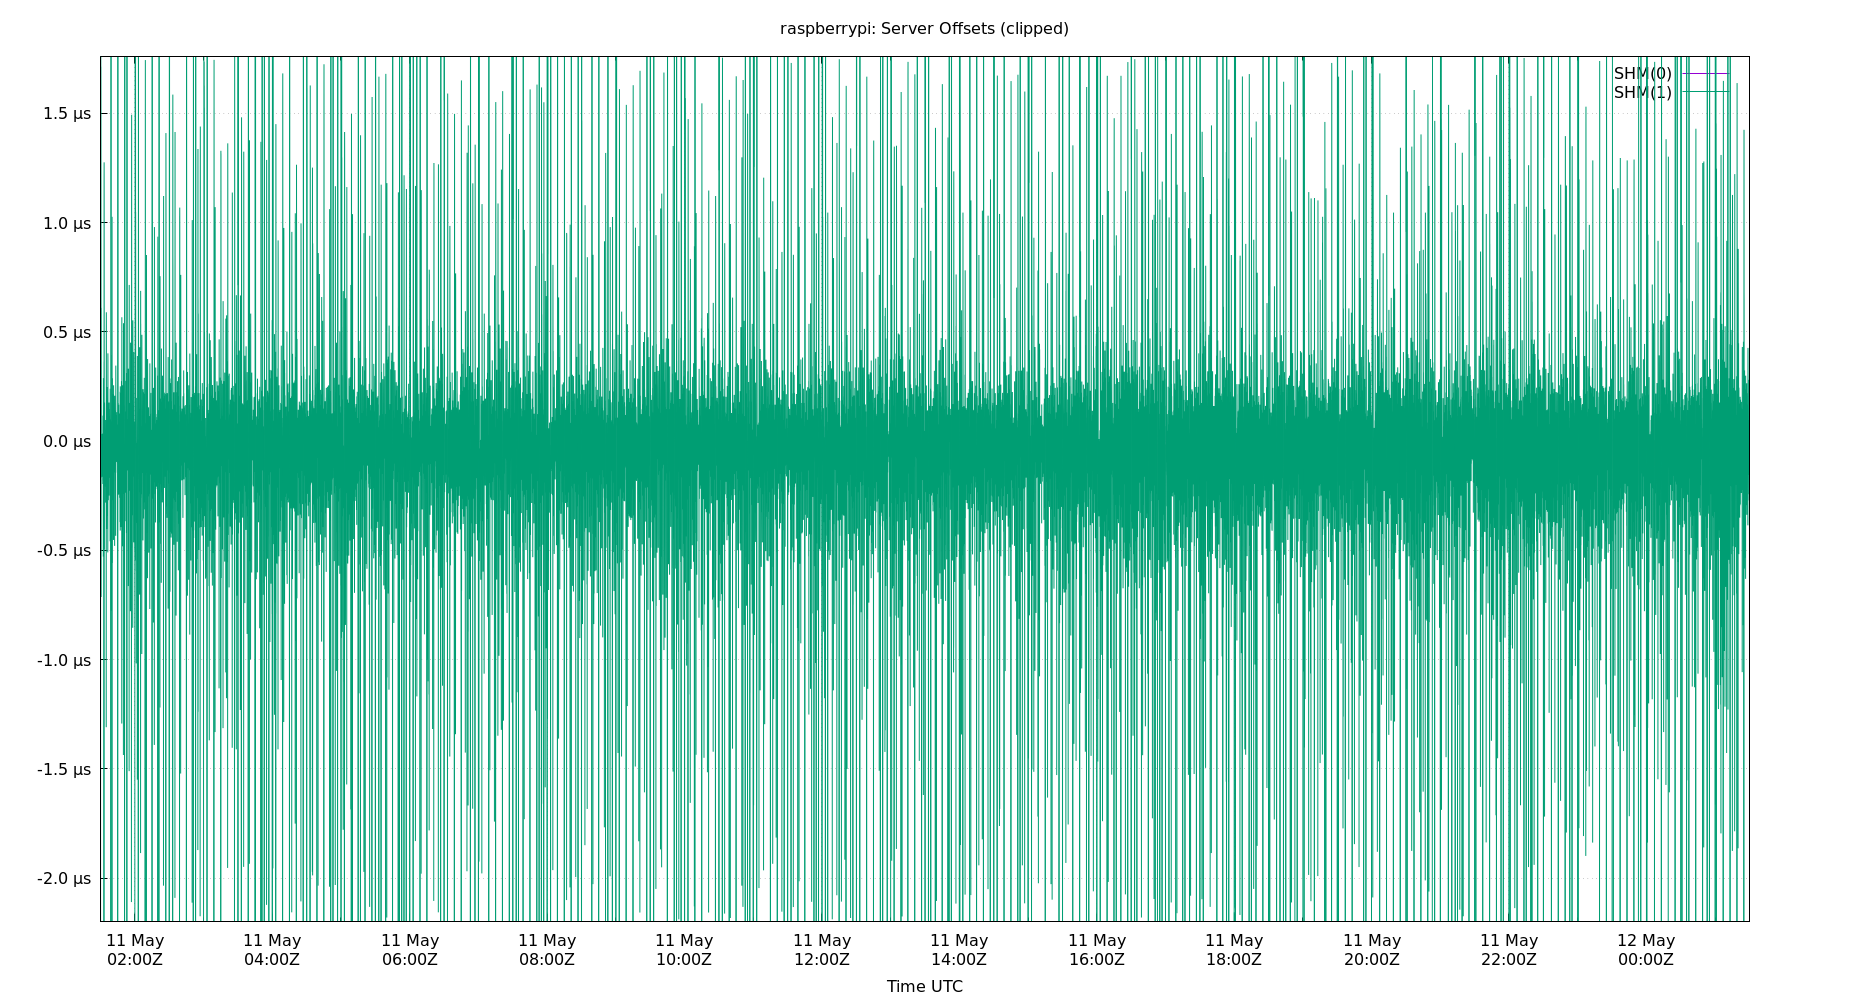 raspberrypi: Server Offsets (clipped)
SHM(0)
SHM(1)
1.5 µs
1.0 µs
0.5 µs
0.0 µs
-0.5 µs
-1.0 µs
-1.5 µs
-2.0 µs
11 May 11 May 11 May 11 May 11 May 11 May 11 May 11 May 11 May 11 May 11 May 12 May
02:00Z 04:00Z 06:00Z 08:00Z 10:00Z 12:00Z 14:00Z 16:00Z 18:00Z 20:00Z 22:00Z 00:00Z
Time UTC